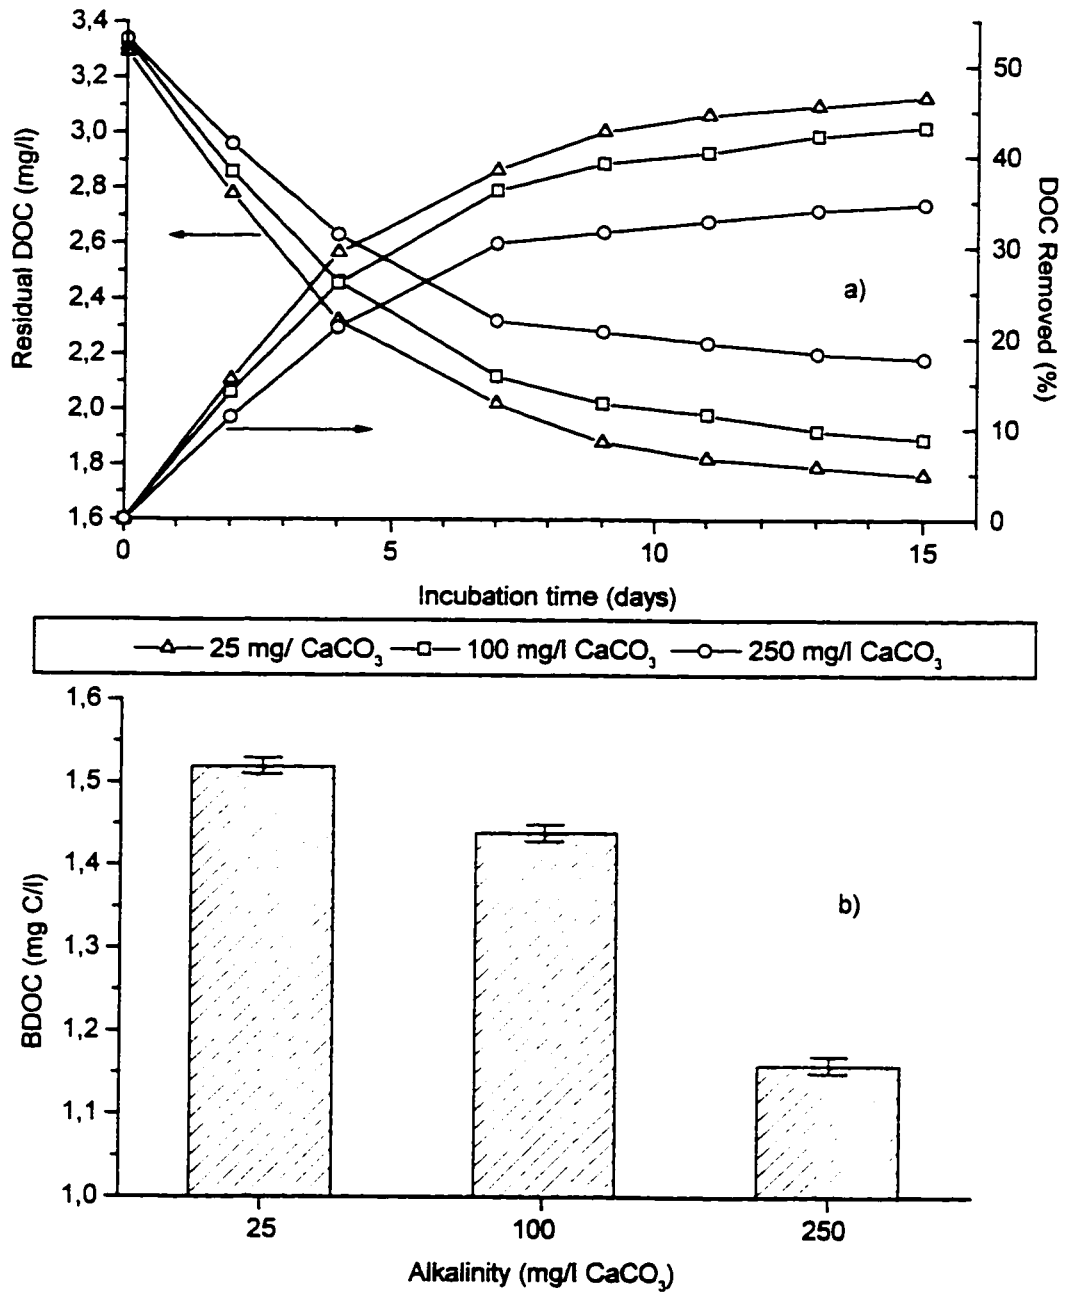 3,4
3,2
3,0
2,8
2,6
2,4
2,2
2,0
1,8
1,6
Residual DOC (mg/l)
50
40
30
20
10
0
DOC Removed (%)
a)
0 5 10 15
Incubation time (days)
25 mg/ CaCO₃ 100 mg/l CaCO₃ 250 mg/l CaCO₃
1,6
1,5
1,4
1,3
1,2
1,1
1,0
BDOC (mg C/l)
b)
25 100 250
Alkalinity (mg/l CaCO₃)